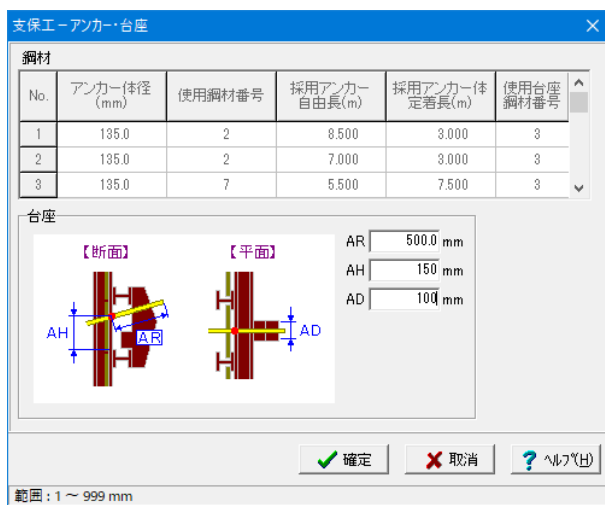 支保工－アンカー・台座
鋼材
No. アンカー体径(mm) 使用鋼材番号 採用アンカー自由長(m) 採用アンカー体定着長(m) 使用台座鋼材番号
1 135.0 2 8.500 3.000 3
2 135.0 2 7.000 3.000 3
3 135.0 7 5.500 7.500 3
台座
【断面】 【平面】
AR 500.0 mm
AH 150 mm
AD 100 mm
AH AR AD
確定 取消 ヘルプ(H)
範囲 : 1 ～ 999 mm